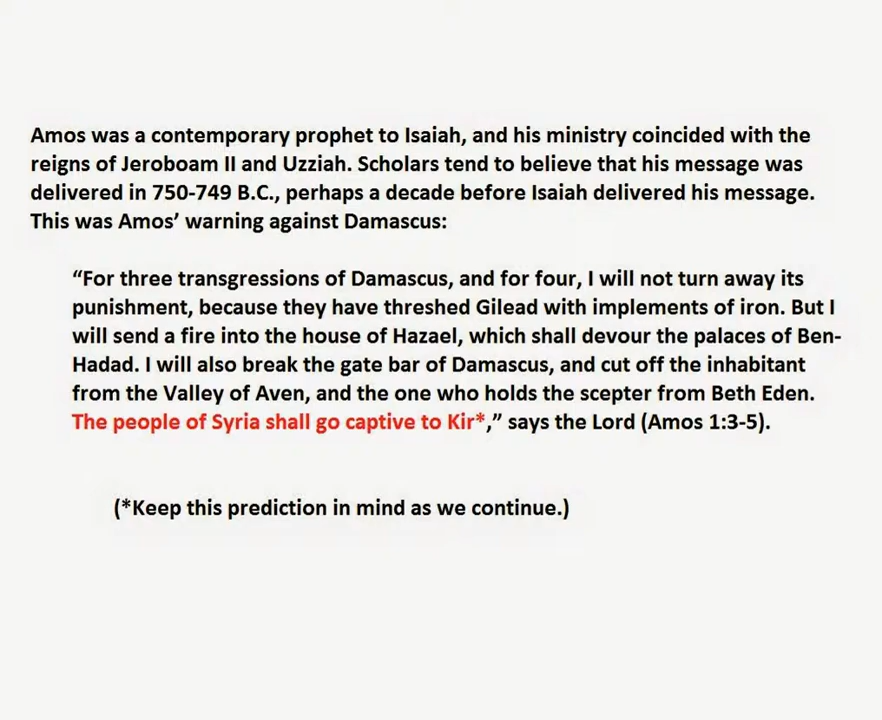 Amos was a contemporary prophet to Isaiah, and his ministry coincided with the
reigns of Jeroboam II and Uzziah. Scholars tend to believe that his message was
delivered in 750-749 B.C., perhaps a decade before Isaiah delivered his message.
This was Amos’ warning against Damascus:
“For three transgressions of Damascus, and for four, I will not turn away its
punishment, because they have threshed Gilead with implements of iron. But I
will send a fire into the house of Hazael, which shall devour the palaces of Ben-
Hadad. I will also break the gate bar of Damascus, and cut off the inhabitant
from the Valley of Aven, and the one who holds the scepter from Beth Eden.
The people of Syria shall go captive to Kir*,” says the Lord (Amos 1:3-5).
(*Keep this prediction in mind as we continue.)